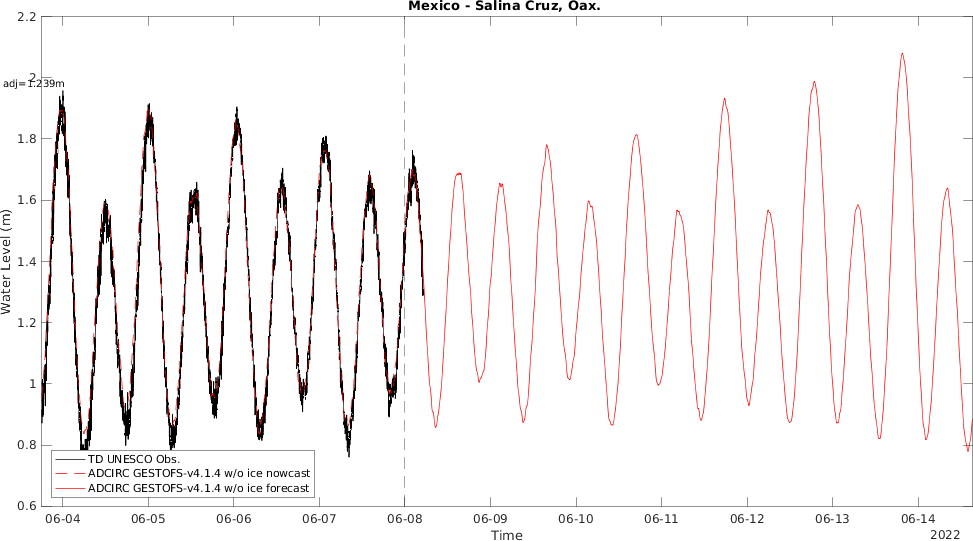 Mexico - Salina Cruz, Oax.
2.2
2
adj=1.239m
1.8
1.6
1.4
1.2
1
0.8
0.6
Water Level (m)
TD UNESCO Obs.
ADCIRC GESTOFS-v4.1.4 w/o ice nowcast
ADCIRC GESTOFS-v4.1.4 w/o ice forecast
06-04 06-05 06-06 06-07 06-08 06-09 06-10 06-11 06-12 06-13 06-14
Time
2022